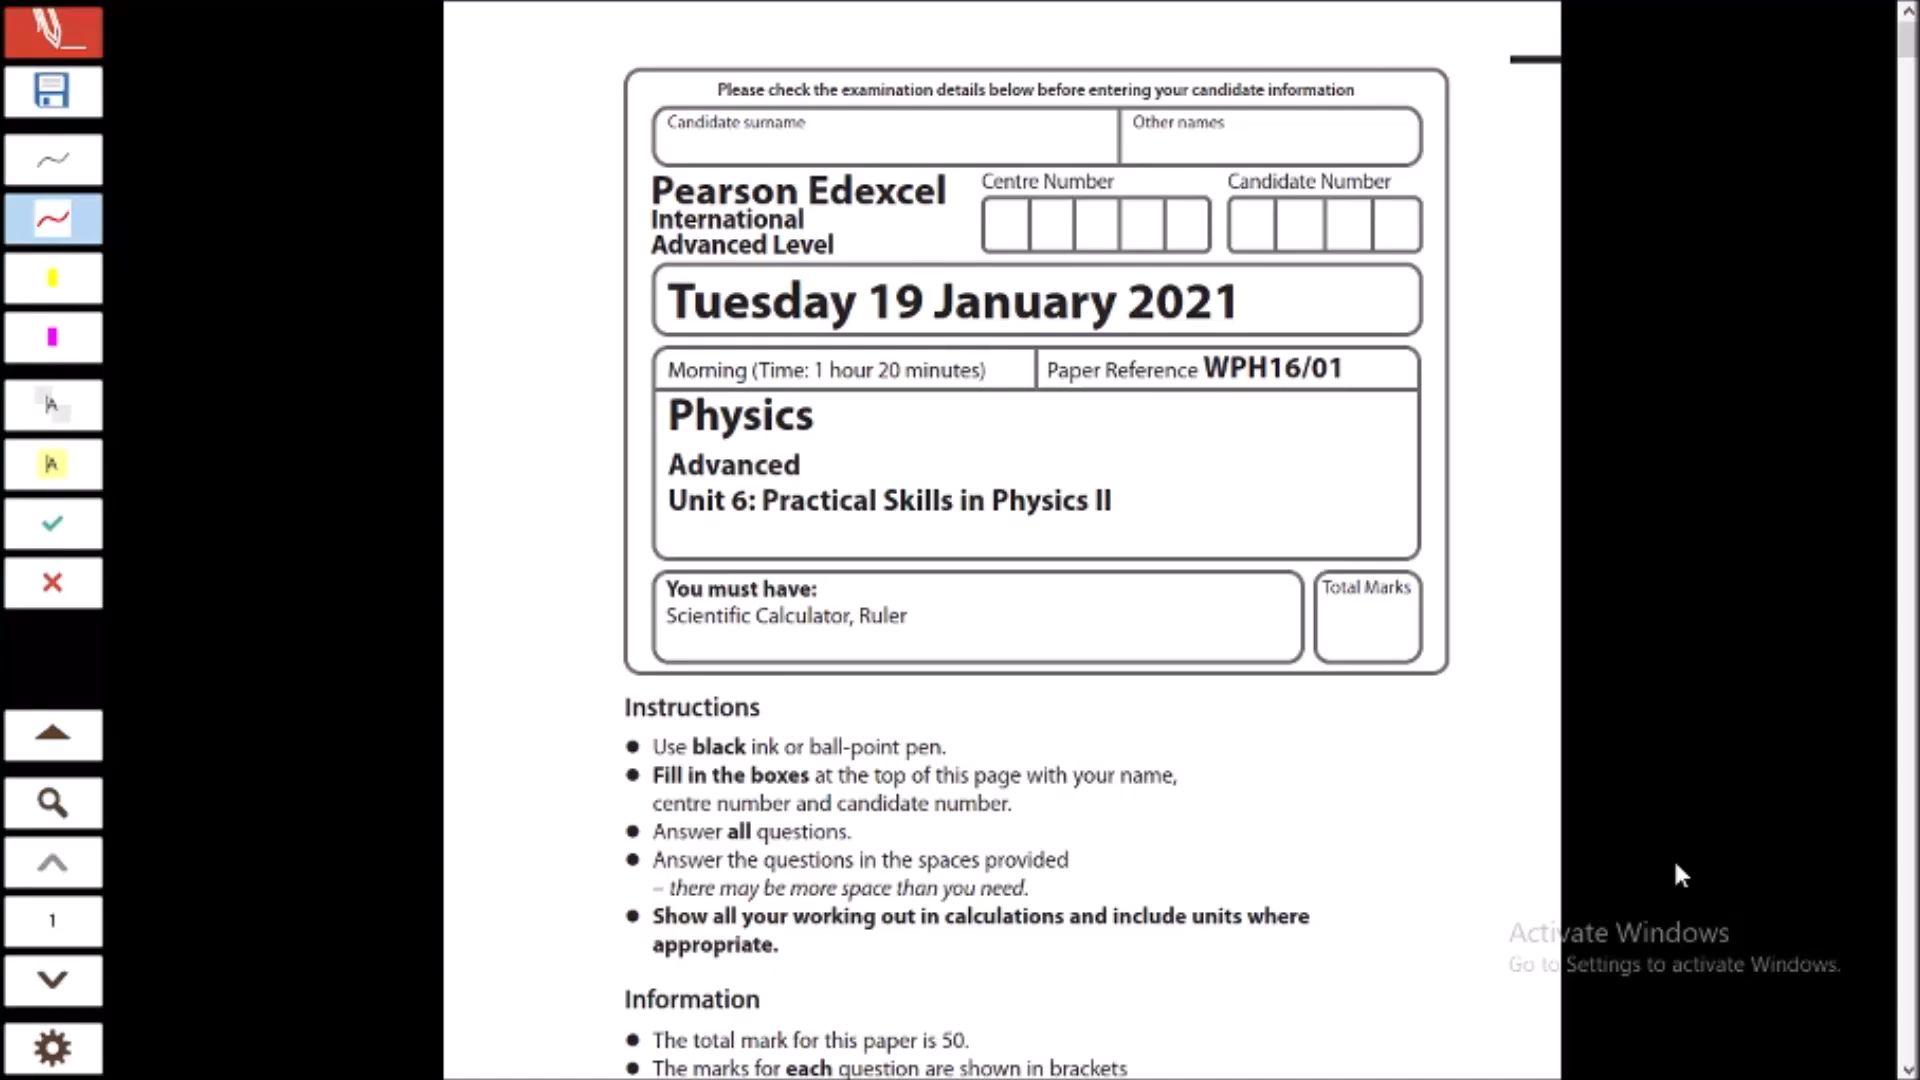 Please check the examination details below before entering your candidate information
Candidate surname
Other names
Pearson Edexcel
International
Advanced Level
Centre Number
Candidate Number
Tuesday 19 January 2021
Morning (Time: 1 hour 20 minutes)
Paper Reference WPH16/01
Physics
Advanced
Unit 6: Practical Skills in Physics II
You must have:
Scientific Calculator, Ruler
Total Marks
Instructions
● Use black ink or ball-point pen.
● Fill in the boxes at the top of this page with your name,
centre number and candidate number.
● Answer all questions.
● Answer the questions in the spaces provided
– there may be more space than you need.
● Show all your working out in calculations and include units where
appropriate.
Information
● The total mark for this paper is 50.
● The marks for each question are shown in brackets
A
A
1
Activate Windows
Go to Settings to activate Windows.